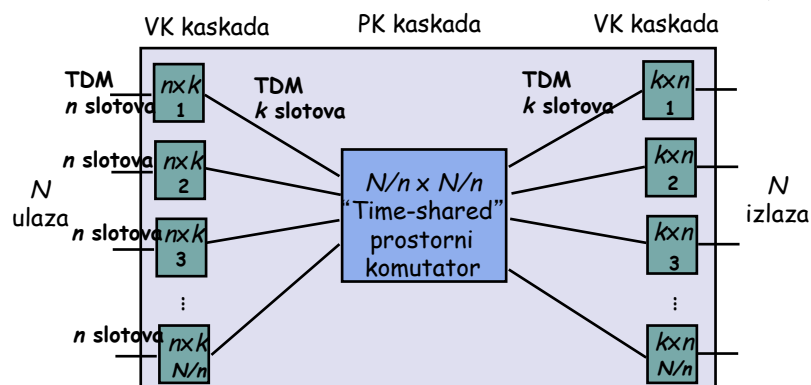 VK kaskada
PK kaskada
VK kaskada
TDM
n slotova
n×k
1
TDM
k slotova
TDM
k slotova
k×n
1
n slotova
n×k
2
k×n
2
N
ulaza
N/n x N/n
“Time-shared”
prostorni
komutator
N
izlaza
n slotova
n×k
3
k×n
3
...
...
n slotova
n×k
N/n
k×n
N/n